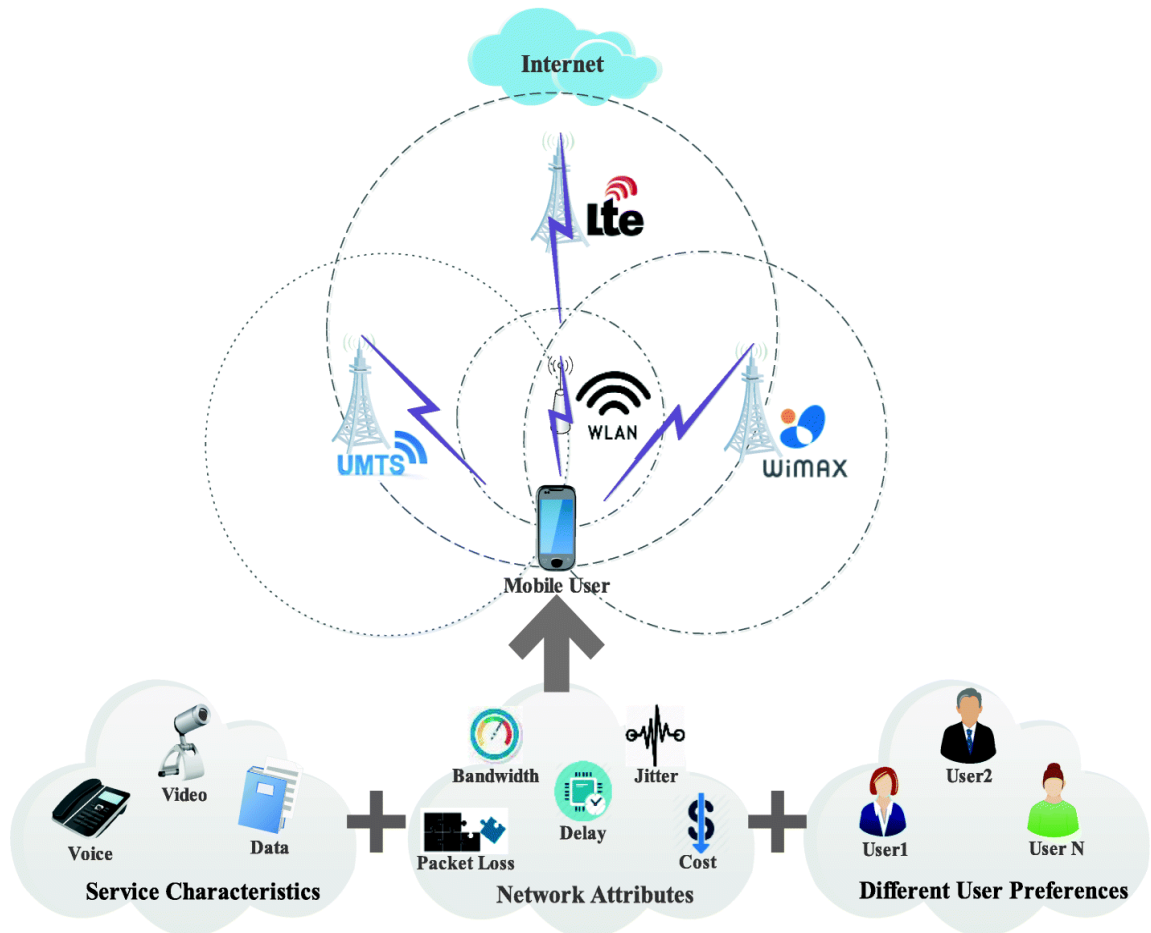 Internet
Lte
WLAN
UMTS
WiMAX
Mobile User
Bandwidth
Jitter
User2
Video
Delay
Voice
Data
Packet Loss
Cost
User1
User N
Service Characteristics
Network Attributes
Different User Preferences